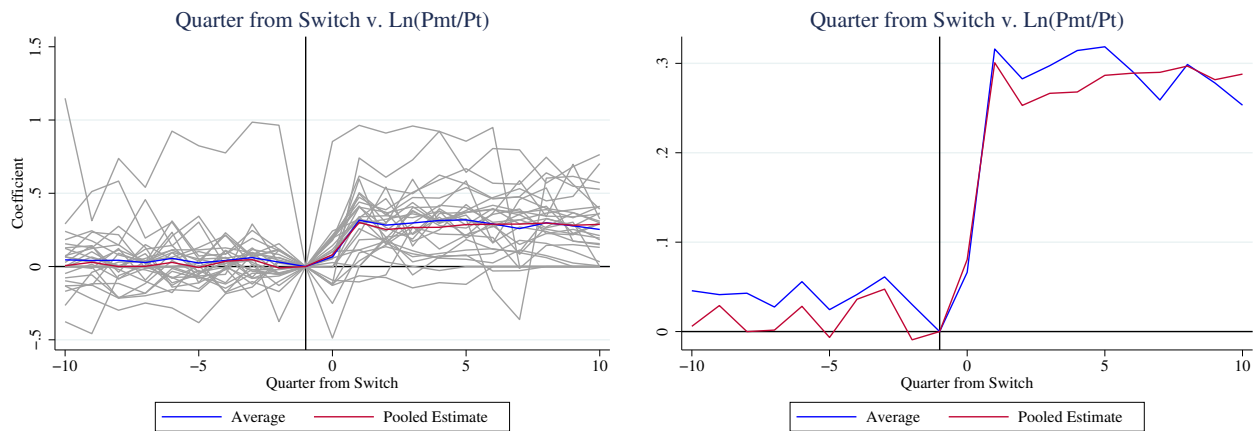 Quarter from Switch v. Ln(Pmt/Pt)
1.5
1
.5
0
-.5
Coefficient
-10
-5
0
5
10
Quarter from Switch
Average
Pooled Estimate
Quarter from Switch v. Ln(Pmt/Pt)
.3
.2
.1
0
-10
-5
0
5
10
Quarter from Switch
Average
Pooled Estimate